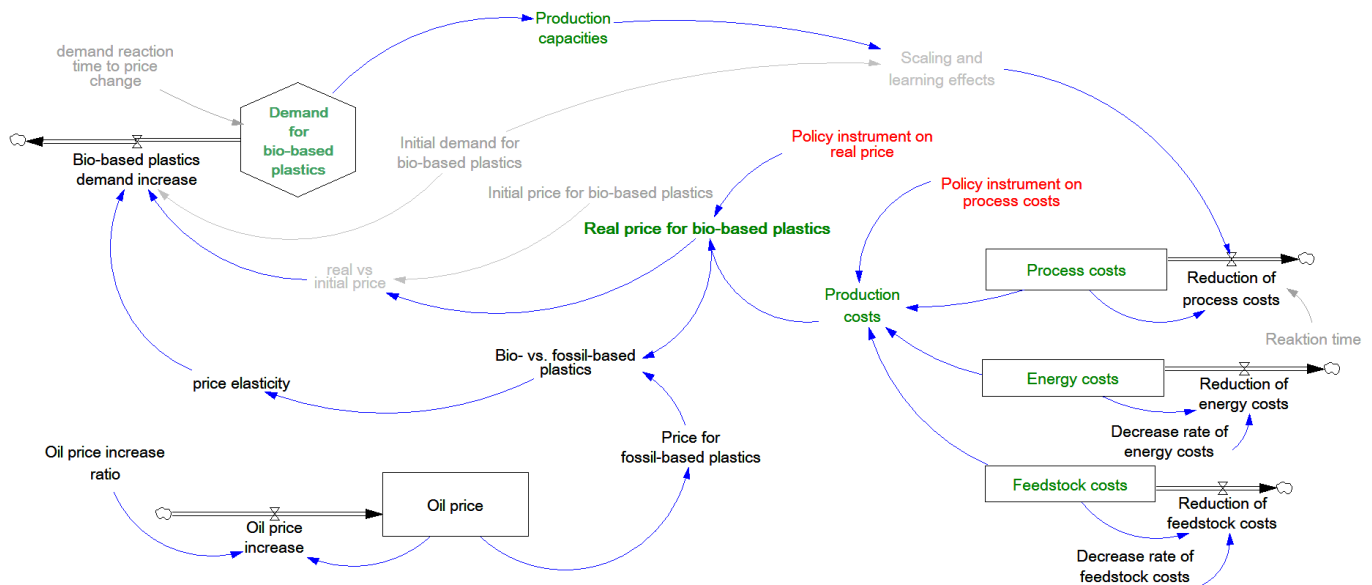 Production
capacities
demand reaction
time to price
change
Scaling and
learning effects
Demand
for
bio-based
plastics
Initial demand for
bio-based plastics
Policy instrument on
real price
Bio-based plastics
demand increase
Initial price for bio-based plastics
Policy instrument on
process costs
Real price for bio-based plastics
real vs
initial price
Process costs
Reduction of
process costs
Production
costs
Reaktion time
Bio- vs. fossil-based
plastics
price elasticity
Energy costs
Reduction of
energy costs
Decrease rate of
energy costs
Price for
fossil-based plastics
Oil price increase
ratio
Feedstock costs
Reduction of
feedstock costs
Oil price
Oil price
increase
Decrease rate of
feedstock costs